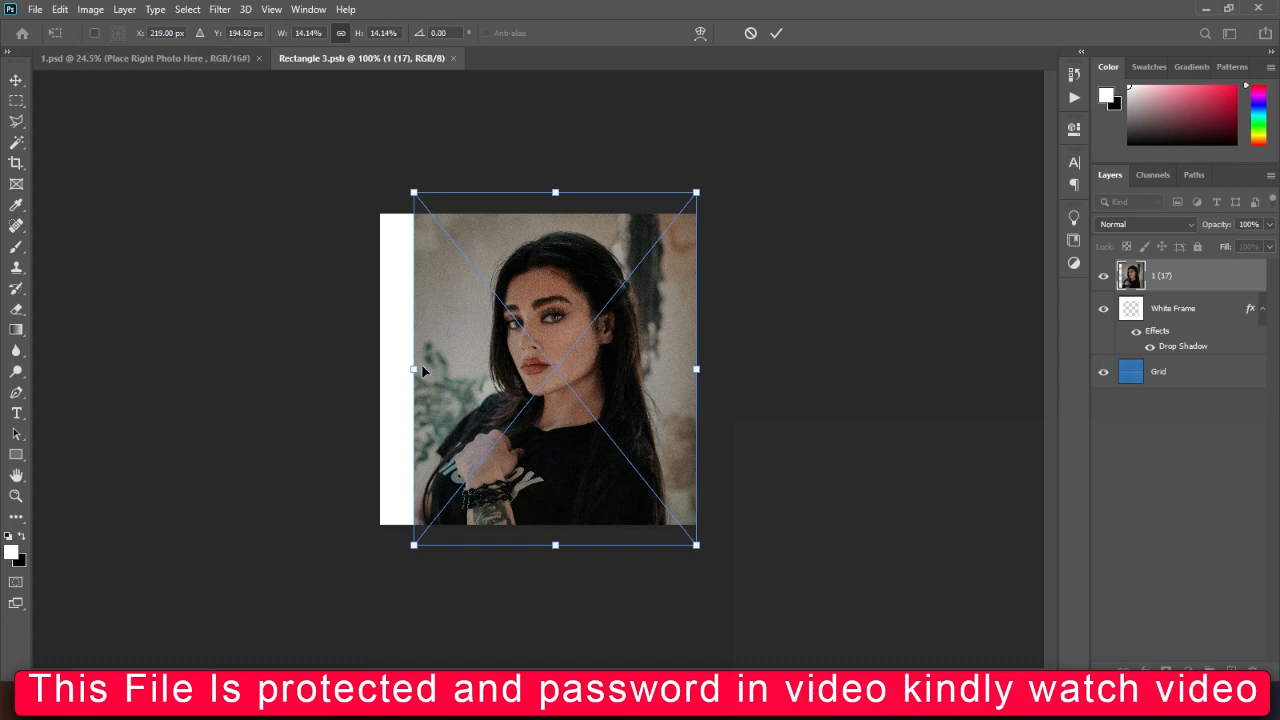 Ps File Edit Image Layer Type Select Filter 3D View Window Help
X: 219.00 px Y: 194.50 px W: 14.14% H: 14.14% 0.00 ° Anti-alias
1.psd @ 24.5% (Place Right Photo Here , RGB/16#) × Rectangle 3.psb @ 100% (1 (17), RGB/8) ×
Color Swatches Gradients Patterns
Layers Channels Paths
Kind
Normal Opacity: 100%
Lock: Fill: 100%
1 (17)
White Frame fx
Effects
Drop Shadow
Grid
This File Is protected and password in video kindly watch video